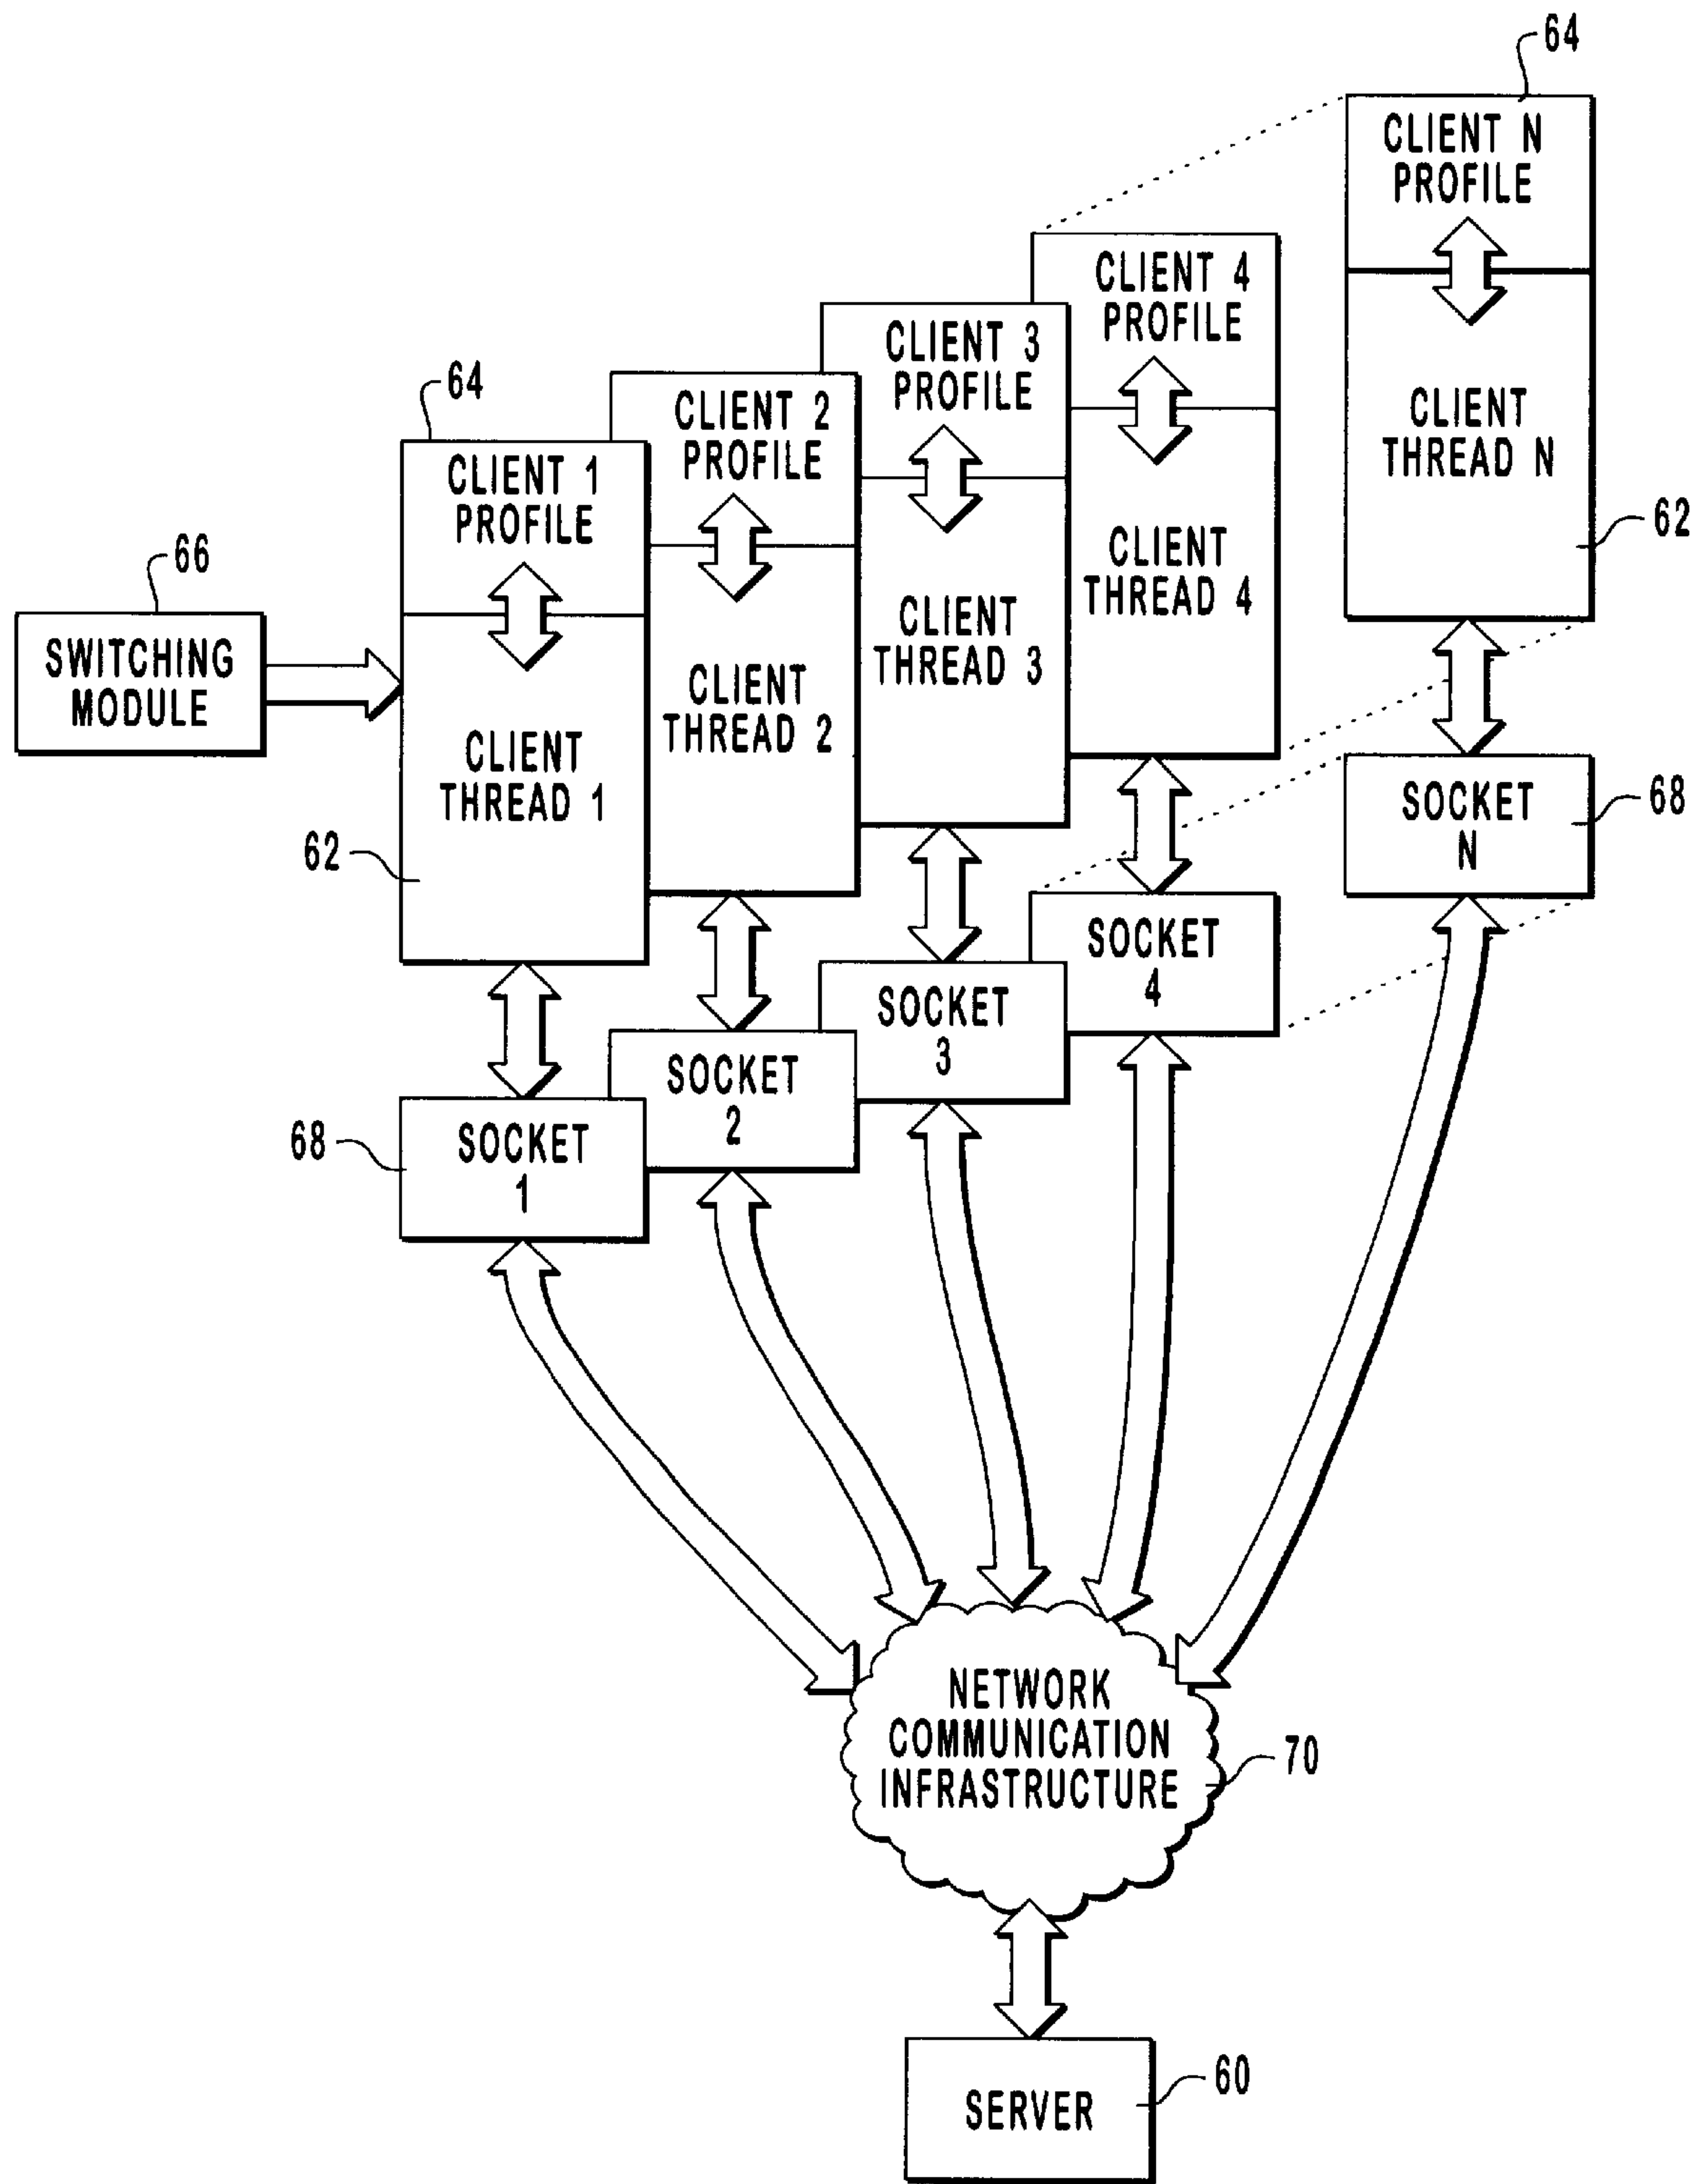 64
CLIENT N
PROFILE
CLIENT
THREAD N
62
CLIENT 4
PROFILE
CLIENT
THREAD 4
CLIENT 3
PROFILE
CLIENT
THREAD 3
CLIENT 2
PROFILE
CLIENT
THREAD 2
64
CLIENT 1
PROFILE
CLIENT
THREAD 1
62
66
SWITCHING
MODULE
SOCKET
N
68
SOCKET
4
SOCKET
3
SOCKET
2
SOCKET
1
68
NETWORK
COMMUNICATION
INFRASTRUCTURE
70
SERVER
60